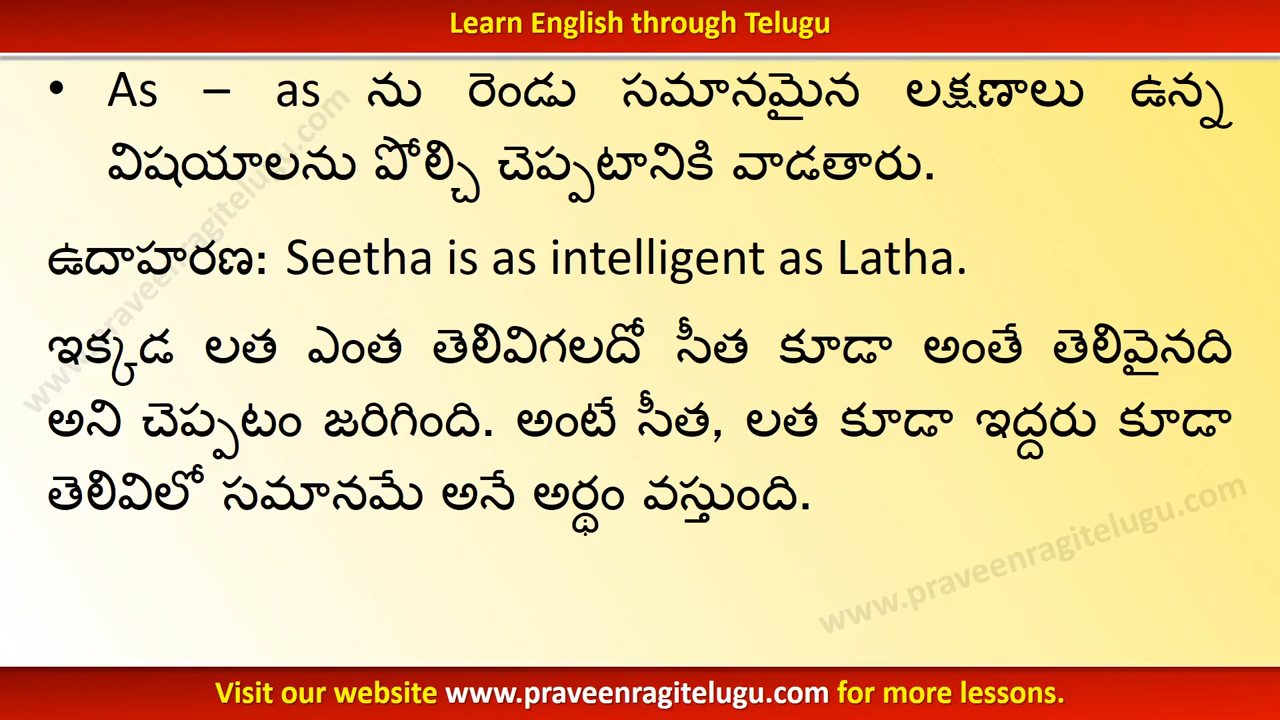 Learn English through Telugu
• As – as ను రెండు సమానమైన లక్షణాలు ఉన్న
విషయాలను పోల్చి చెప్పటానికి వాడతారు.
ఉదాహరణ: Seetha is as intelligent as Latha.
ఇక్కడ లత ఎంత తెలివిగలదో సీత కూడా అంతే తెలివైనది
అని చెప్పటం జరిగింది. అంటే సీత, లత కూడా ఇద్దరు కూడా
తెలివిలో సమానమే అనే అర్థం వస్తుంది.
www.praveenragitelugu.com
www.praveenragitelugu.com
Visit our website www.praveenragitelugu.com for more lessons.